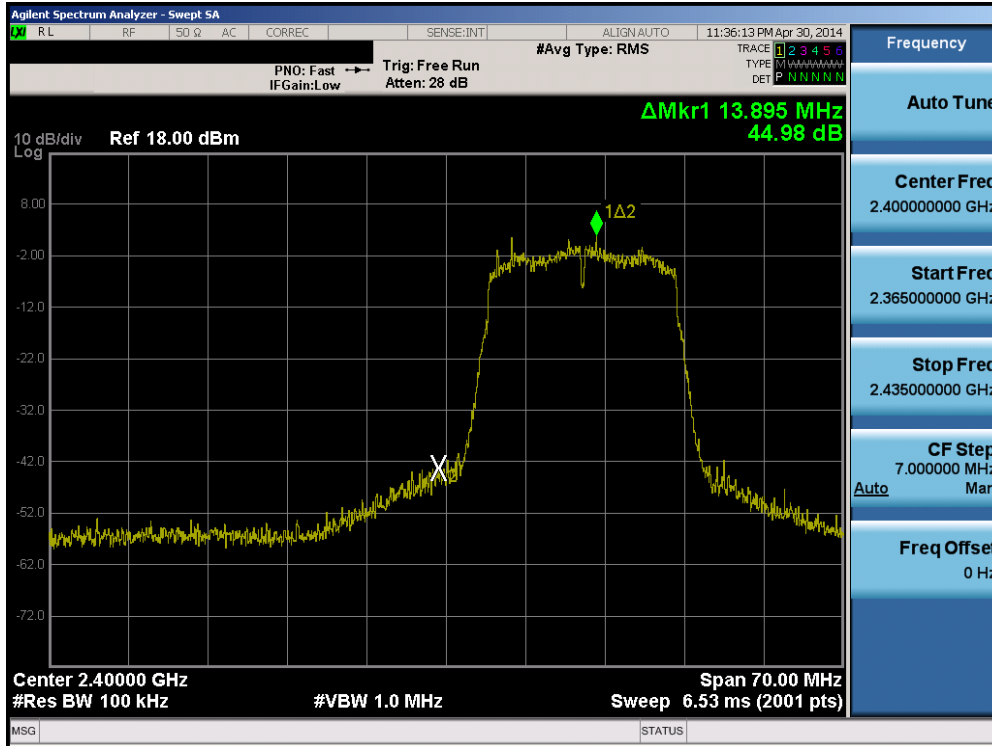 Agilent Spectrum Analyzer - Swept SA
LXI RL RF 50 Ω AC CORREC SENSE:INT ALIGN AUTO 11:36:13 PM Apr 30, 2014
#Avg Type: RMS
TRACE 1 2 3 4 5 6
PNO: Fast Trig: Free Run
TYPE M WWWWW
IFGain:Low Atten: 28 dB
DET P N N N N N
Frequency
ΔMkr1 13.895 MHz
44.98 dB
10 dB/div Ref 18.00 dBm
Log
1Δ2
X
8.00
-2.00
-12.0
-22.0
-32.0
-42.0
-52.0
-62.0
-72.0
Center 2.40000 GHz
Span 70.00 MHz
#Res BW 100 kHz
#VBW 1.0 MHz
Sweep 6.53 ms (2001 pts)
Auto Tune
Center Freq
2.400000000 GHz
Start Freq
2.365000000 GHz
Stop Freq
2.435000000 GHz
CF Step
7.000000 MHz
Auto Man
Freq Offset
0 Hz
MSG
STATUS